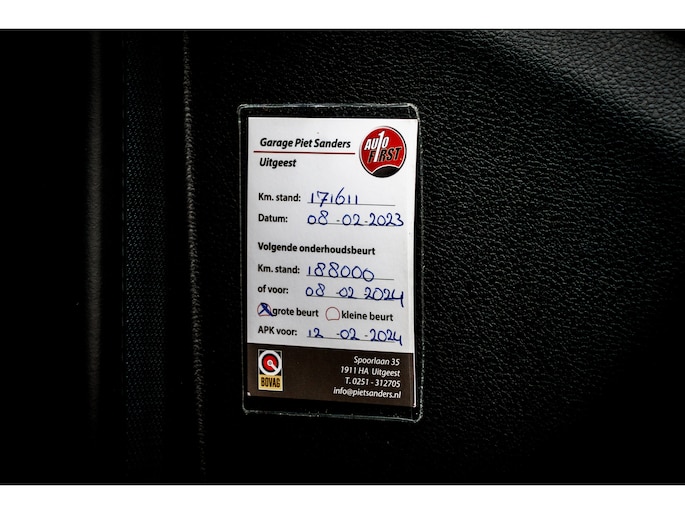 Garage Piet Sanders
AUTO
1
FIRST
Uitgeest
Km. stand: 171611
Datum: 08-02-2023
Volgende onderhoudsbeurt
Km. stand: 188000
of voor: 08 02 2024
grote beurt kleine beurt
APK voor: 12-02-2024
BOVAG
Spoorlaan 35
1911 HA Uitgeest
T. 0251 - 312705
info@pietsanders.nl